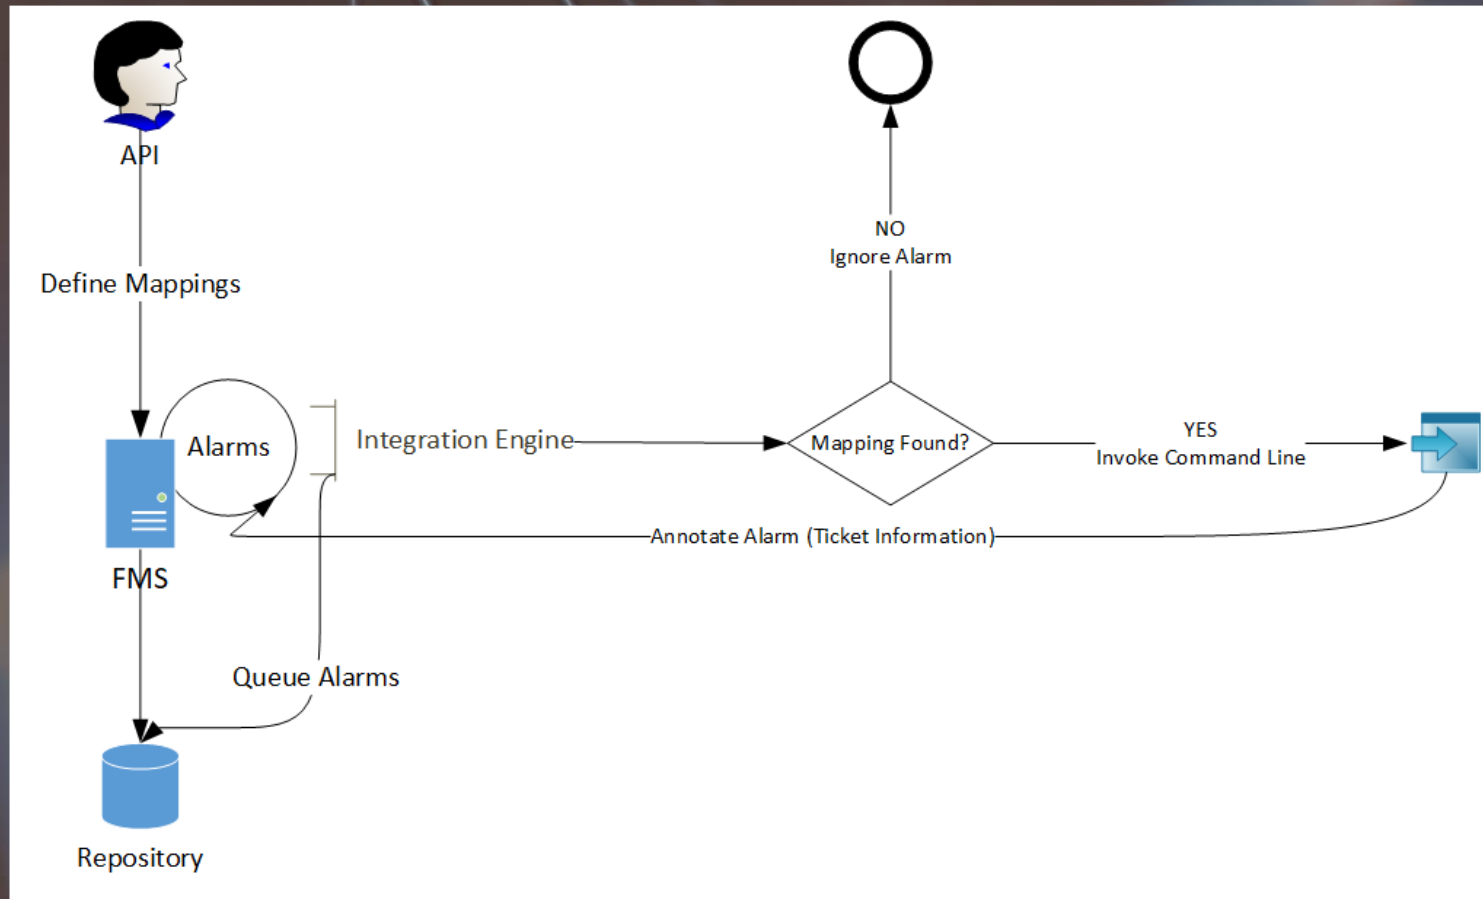 API
Define Mappings
NO
Ignore Alarm
Alarms
Integration Engine
Mapping Found?
YES
Invoke Command Line
Annotate Alarm (Ticket Information)
FMS
Queue Alarms
Repository